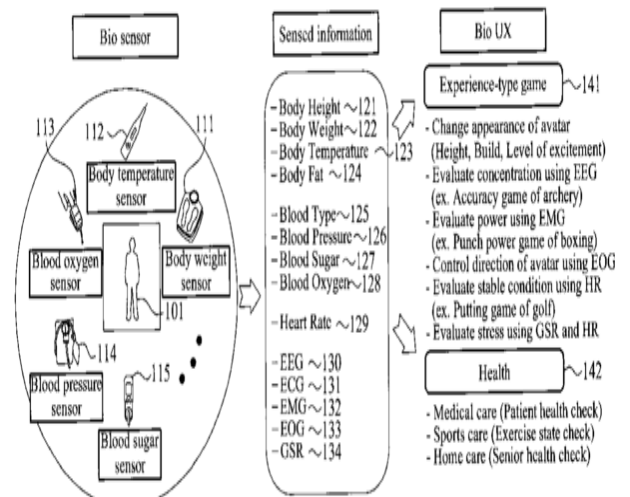 Bio sensor
Sensed information
Bio UX
113
112
111
Body temperature
sensor
Blood oxygen
sensor
Body weight
sensor
101
114
115
Blood pressure
sensor
Blood sugar
sensor
-Body Height ~121
-Body Weight ~122
-Body Temperature ~123
-Body Fat ~124
-Blood Type~125
-Blood Pressure~126
-Blood Sugar~127
-Blood Oxygen~128
-Heart Rate ~129
-EEG ~130
-ECG ~131
-EMG ~132
-EOG ~133
-GSR ~134
Experience-type game ~141
- Change appearance of avatar
(Height, Build, Level of excitement)
- Evaluate concentration using EEG
(ex. Accuracy game of archery)
- Evaluate power using EMG
(ex. Punch power game of boxing)
- Control direction of avatar using EOG
- Evaluate stable condition using HR
(ex. Putting game of golf)
- Evaluate stress using GSR and HR
Health ~142
- Medical care (Patient health check)
- Sports care (Exercise state check)
- Home care (Senior health check)